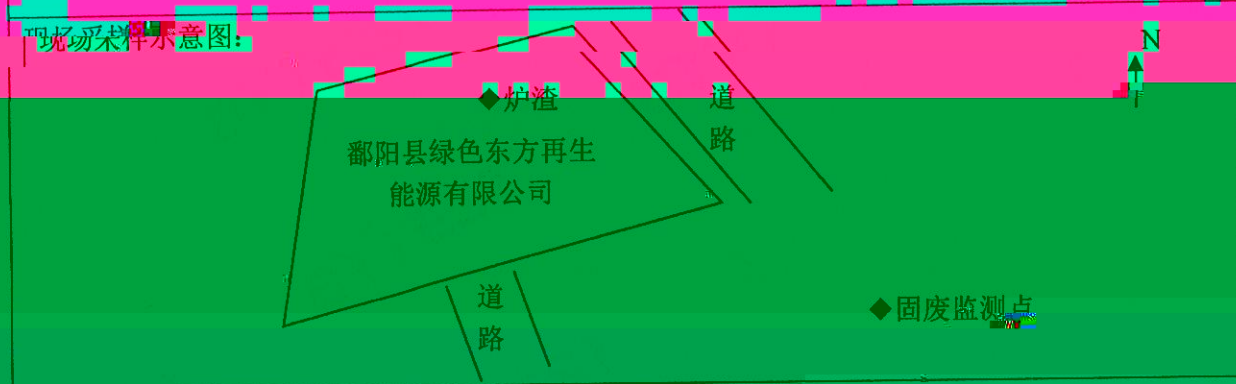 现场采样示意图:
N
◆炉渣
道路
鄱阳县绿色东方再生
能源有限公司
道路
◆固废监测点